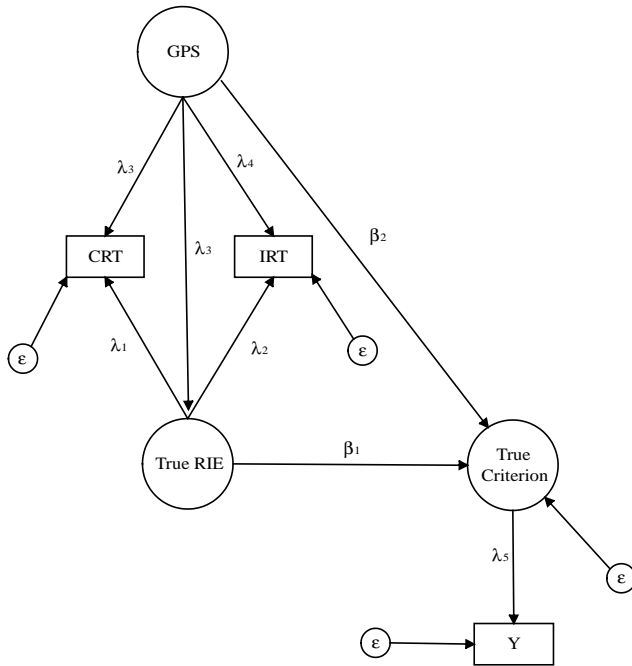 GPS
λ3
λ4
β2
CRT
λ3
IRT
ε
λ1
λ2
ε
True RIE
β1
True
Criterion
λ5
ε
ε
Y